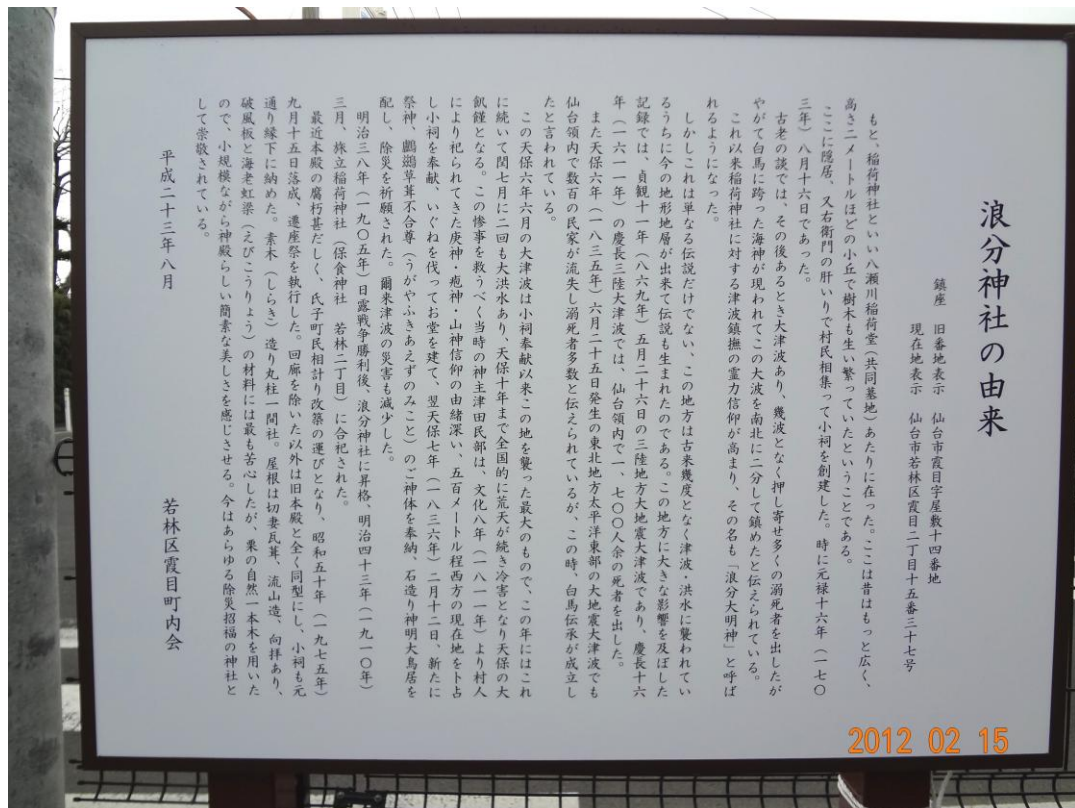 浪分神社の由来
鎮座 旧番地表示 仙台市霞目字屋敷十四番地
現在地表示 仙台市若林区霞目二丁目十五番三十七号
もと、稲荷神社といい八瀬川稲荷堂(共同墓地)あたりに在った。ここは昔はもっと広く、
高さ二メートルほどの小丘で樹木も生い繁っていたということである。
ここに隠居、又右衛門の肝いりで村民相集って小祠を創建した。時に元禄十六年(一七〇
三年)八月十六日であった。
古老の談では、その後あるとき大津波あり、幾波となく押し寄せ多くの溺死者を出したが
やがて白馬に跨った海神が現われてこの大波を南北に二分して鎮めたと伝えられている。
これ以来稲荷神社に対する津波鎮撫の霊力信仰が高まり、その名も「浪分大明神」と呼ば
れるようになった。
しかしこれは単なる伝説だけでない、この地方は古来幾度となく津波・洪水に襲われてい
るうちに今の地形地層が出来て伝説も生まれたのである。この地方に大きな影響を及ぼした
記録では、貞観十一年(八六九年)五月二十六日の三陸地方大地震大津波であり、慶長十六
年(一六一一年)の慶長三陸大津波では、仙台領内で一、七〇〇人余の死者を出した。
また天保六年(一八三五年)六月二十五日発生の東北地方太平洋東部の大地震大津波でも
仙台領内で数百の民家が流失し溺死者多数と伝えられているが、この時、白馬伝承が成立し
たと言われている。
この天保六年六月の大津波は小祠奉献以来この地を襲った最大のもので、この年にはこれ
に続いて閏七月に二回も大洪水あり、天保十年まで全国的に荒天が続き冷害となり天保の大
飢饉となる。この惨事を救うべく当時の神主津田民部は、文化八年(一八一一年)より村人
により祀られてきた庚神・疱神・山神信仰の由緒深い、五百メートル程西方の現在地を卜占
し小祠を奉献、いぐねを伐ってお堂を建て、翌天保七年(一八三六年)二月十二日、新たに
祭神、鸕鷀草葺不合尊(うがやふきあえずのみこと)のご神体を奉納、石造り神明大鳥居を
配し、除災を祈願された。爾来津波の災害も減少した。
明治三八年(一九〇五年)日露戦争勝利後、浪分神社に昇格、明治四十三年(一九一〇年)
三月、旅立稲荷神社(保食神社 若林二丁目)に合祀された。
最近本殿の腐朽甚だしく、氏子町民相計り改築の運びとなり、昭和五十年(一九七五年)
九月十五日落成、遷座祭を執行した。回廊を除いた以外は旧本殿と全く同型にし、小祠も元
通り縁下に納めた。素木(しらき)造り丸柱一間社。屋根は切妻瓦葺、流山造、向拝あり、
破風板と海老虹梁(えびこうりょう)の材料には最も苦心したが、栗の自然一本木を用いた
ので、小規模ながら神殿らしい簡素な美しさを感じさせる。今はあらゆる除災招福の神社と
して崇敬されている。
平成二十三年八月
若林区霞目町内会
2012 02 15